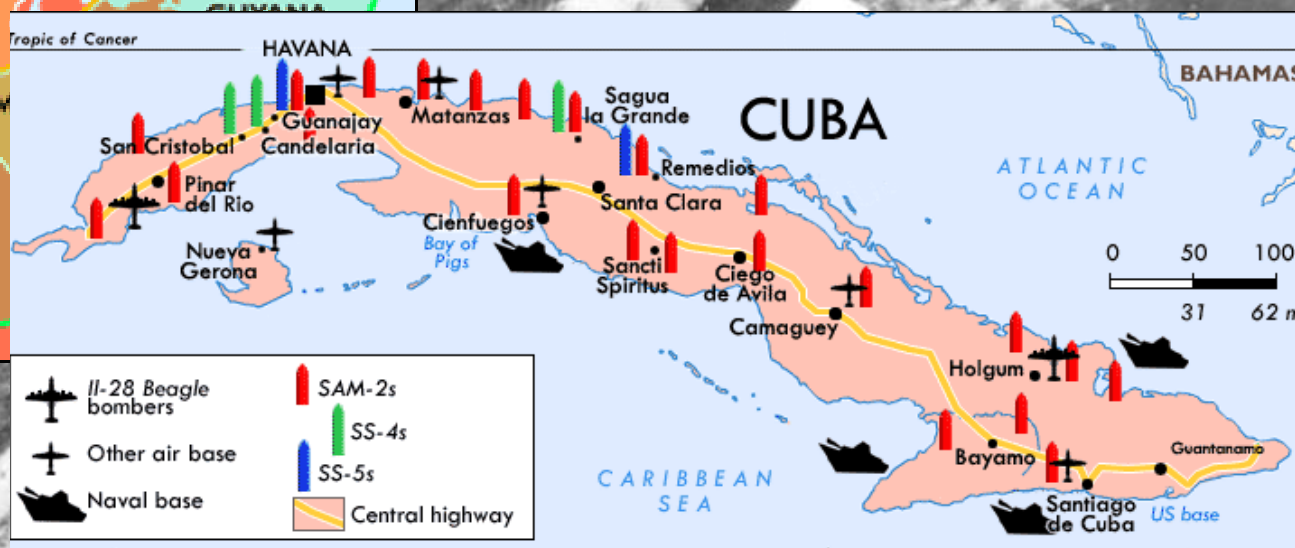 GUYANA
Tropic of Cancer
HAVANA
BAHAMAS
CUBA
Sagua
la Grande
Matanzas
Guanajay
San Cristobal
Candelaria
Remedios
ATLANTIC
OCEAN
Pinar
del Rio
Santa Clara
Cienfuegos
Bay of
Pigs
Nueva
Gerona
Sancti
Spiritus
Ciego
de Avila
0 50 100
31 62
Camaguey
Holgum
Il-28 Beagle
bombers
SAM-2s
SS-4s
Other air base
SS-5s
Naval base
Central highway
CARIBBEAN
SEA
Bayamo
Guantanamo
Santiago
de Cuba
US base